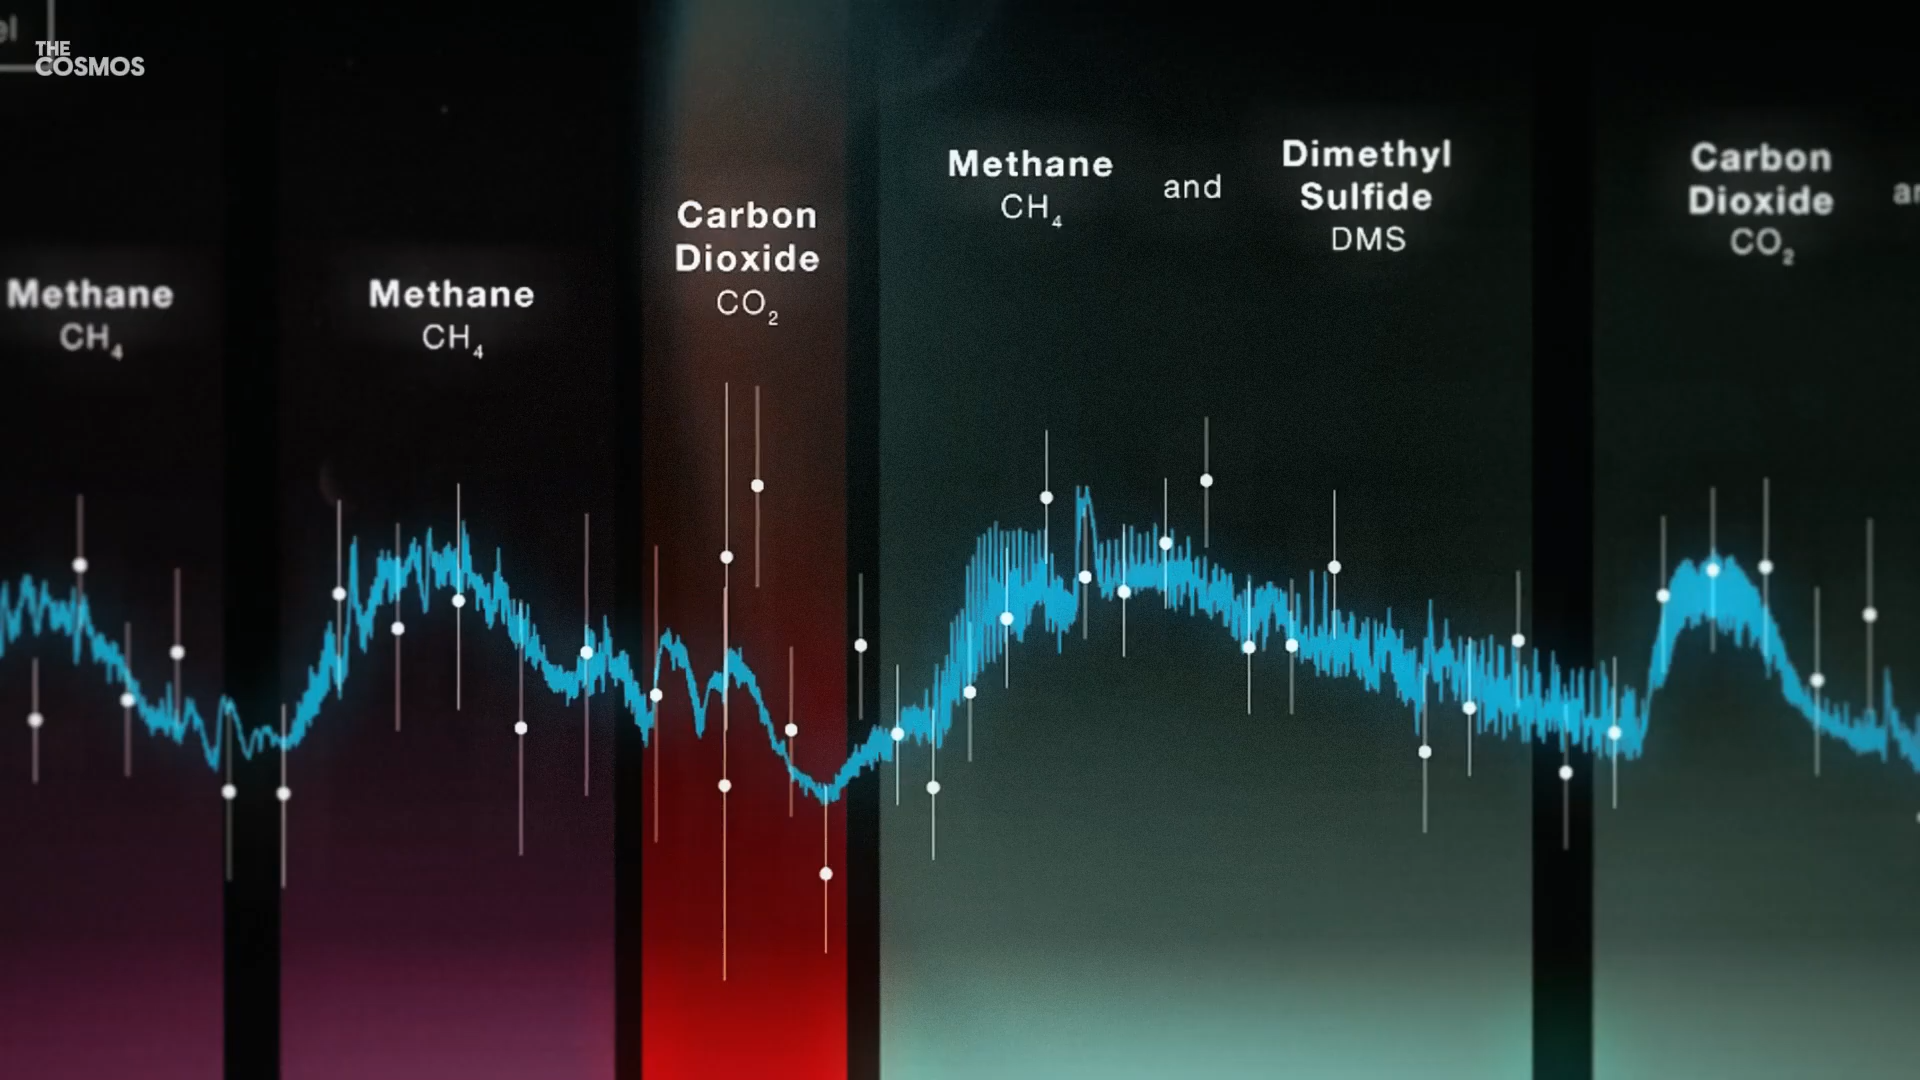 THE
COSMOS
Methane
CH₄
Methane
CH₄
Carbon
Dioxide
CO₂
Methane
CH₄
and
Dimethyl
Sulfide
DMS
Carbon
Dioxide
CO₂